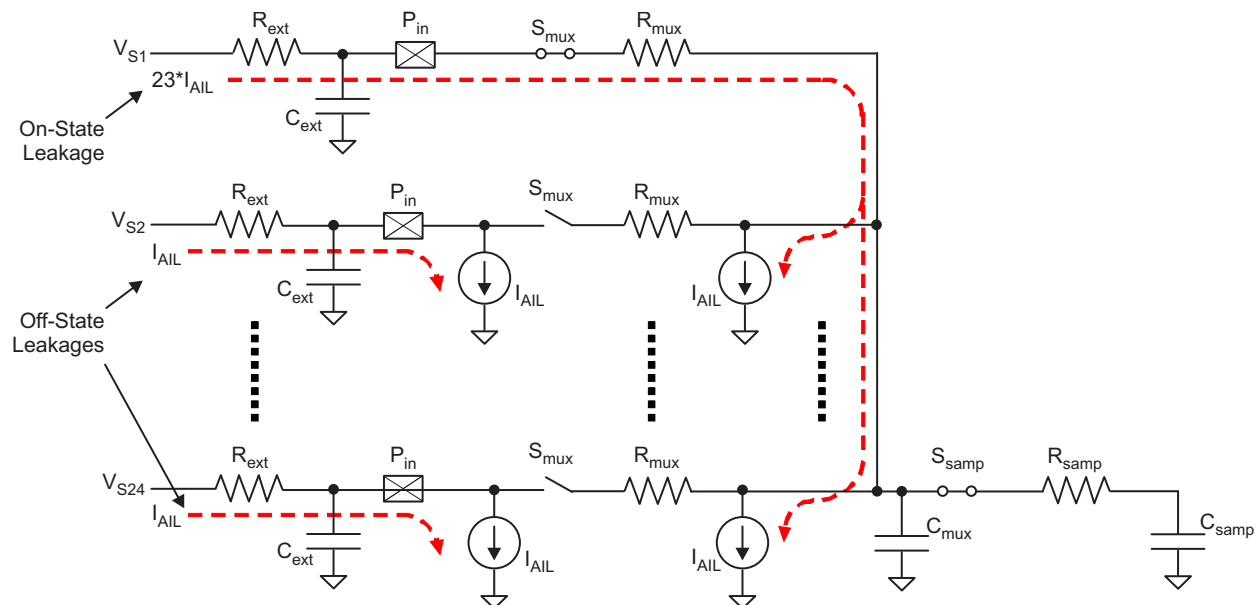 R_ext P_in S_mux R_mux
V_S1
23*I_AIL
C_ext
On-State
Leakage
R_ext P_in S_mux R_mux
V_S2
I_AIL
C_ext I_AIL I_AIL
Off-State
Leakages
R_ext P_in S_mux R_mux S_samp R_samp
V_S24
I_AIL
C_ext I_AIL I_AIL C_mux C_samp